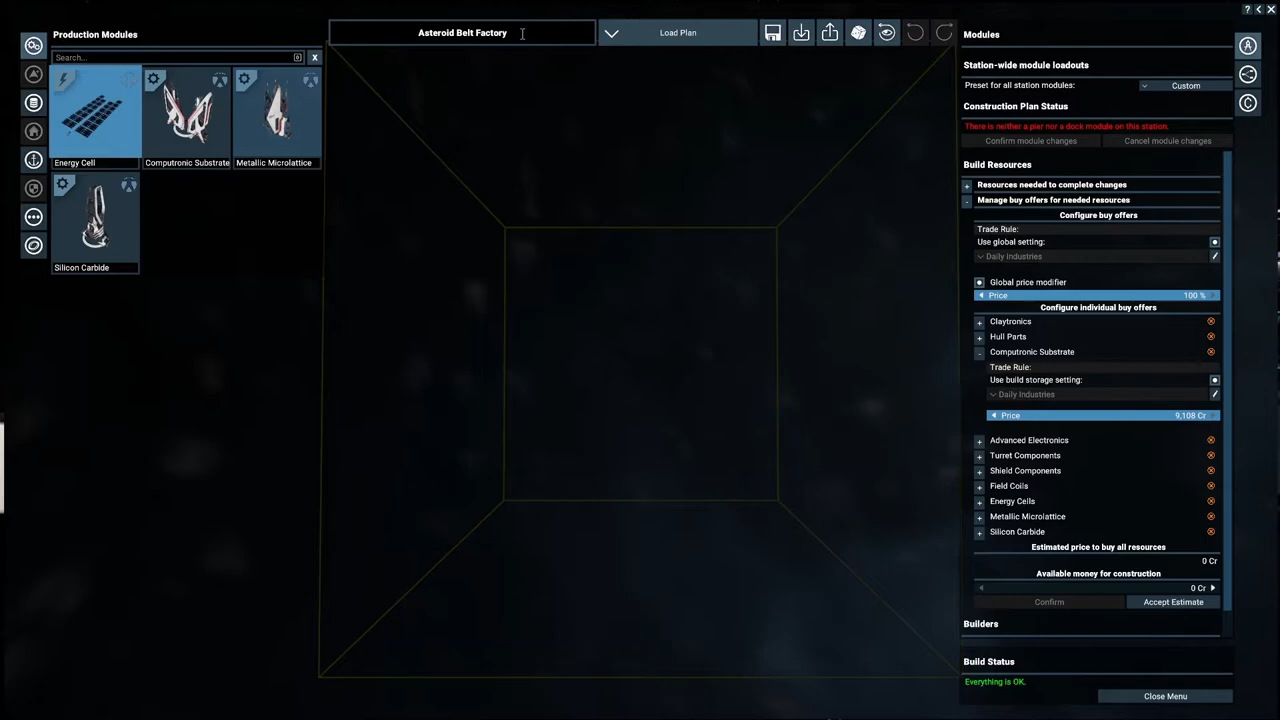 Production Modules
Search...
X
Energy Cell
Computronic Substrate
Metallic Microlattice
Silicon Carbide
Asteroid Belt Factory
Load Plan
?
Modules
Station-wide module loadouts
Preset for all station modules:
Custom
Construction Plan Status
There is neither a pier nor a dock module on this station.
Confirm module changes
Cancel module changes
Build Resources
+ Resources needed to complete changes
- Manage buy offers for needed resources
Configure buy offers
Trade Rule:
Use global setting:
Daily Industries
Global price modifier
Price 100 %
Configure individual buy offers
+ Claytronics
+ Hull Parts
- Computronic Substrate
Trade Rule:
Use build storage setting:
Daily Industries
Price 9,108 Cr
+ Advanced Electronics
+ Turret Components
+ Shield Components
+ Field Coils
+ Energy Cells
+ Metallic Microlattice
+ Silicon Carbide
Estimated price to buy all resources
0 Cr
Available money for construction
0 Cr
Confirm
Accept Estimate
Builders
Build Status
Everything is OK.
Close Menu